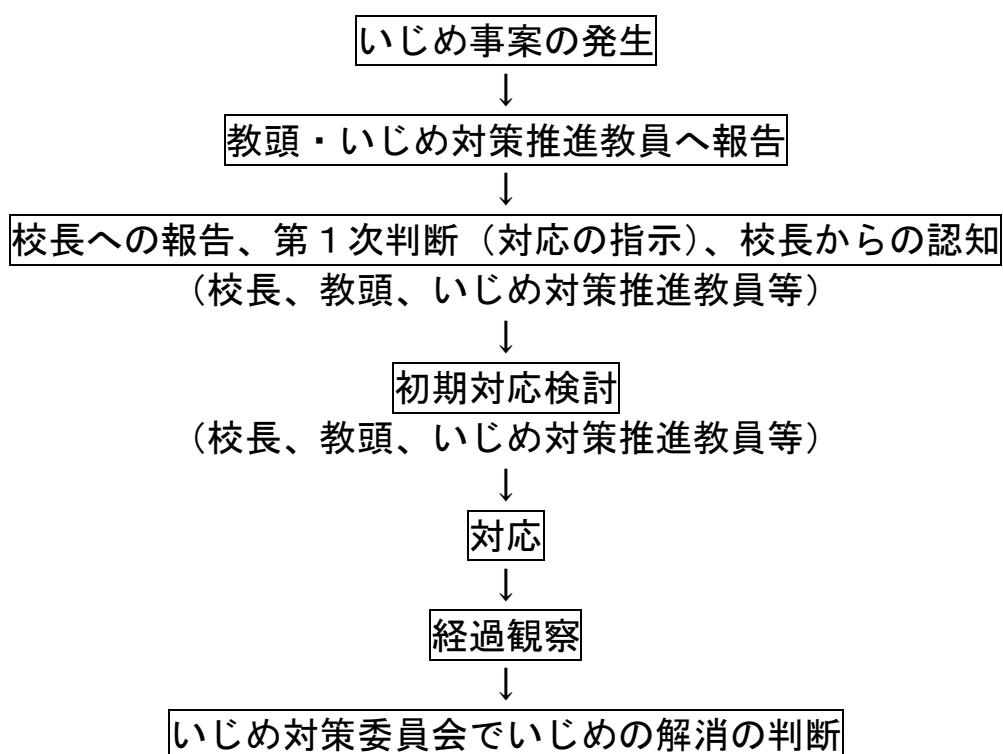 いじめ事案の発生
↓
教頭・いじめ対策推進教員へ報告
↓
校長への報告、第１次判断（対応の指示）、校長からの認知
（校長、教頭、いじめ対策推進教員等）
↓
初期対応検討
（校長、教頭、いじめ対策推進教員等）
↓
対応
↓
経過観察
↓
いじめ対策委員会でいじめの解消の判断